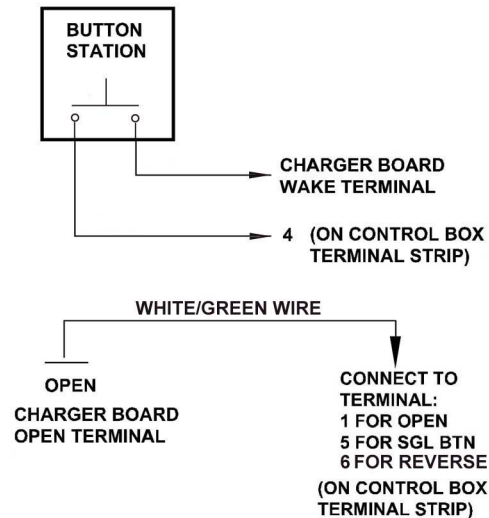 BUTTON
STATION
CHARGER BOARD
WAKE TERMINAL
4 (ON CONTROL BOX
TERMINAL STRIP)
WHITE/GREEN WIRE
OPEN
CHARGER BOARD
OPEN TERMINAL
CONNECT TO
TERMINAL:
1 FOR OPEN
5 FOR SGL BTN
6 FOR REVERSE
(ON CONTROL BOX
TERMINAL STRIP)